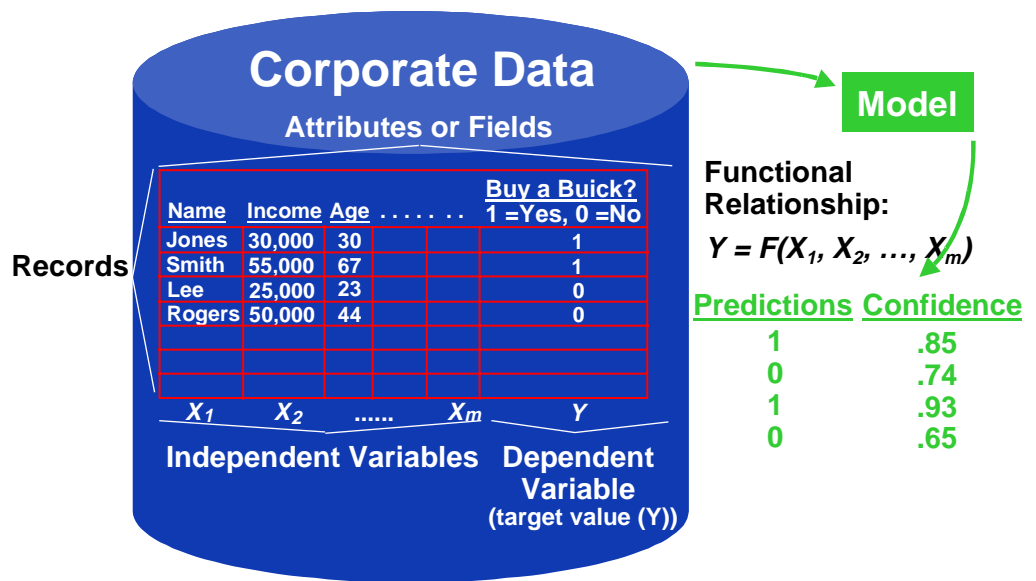 Corporate Data
Attributes or Fields
Name Income Age . . . . . . . Buy a Buick? 1 =Yes, 0 =No
Jones 30,000 30 1
Smith 55,000 67 1
Lee 25,000 23 0
Rogers 50,000 44 0
X1 X2 ...... Xm Y
Independent Variables
Dependent
Variable
(target value (Y))
Records
Model
Functional
Relationship:
Y = F(X1, X2, …, Xm)
Predictions Confidence
1 .85
0 .74
1 .93
0 .65